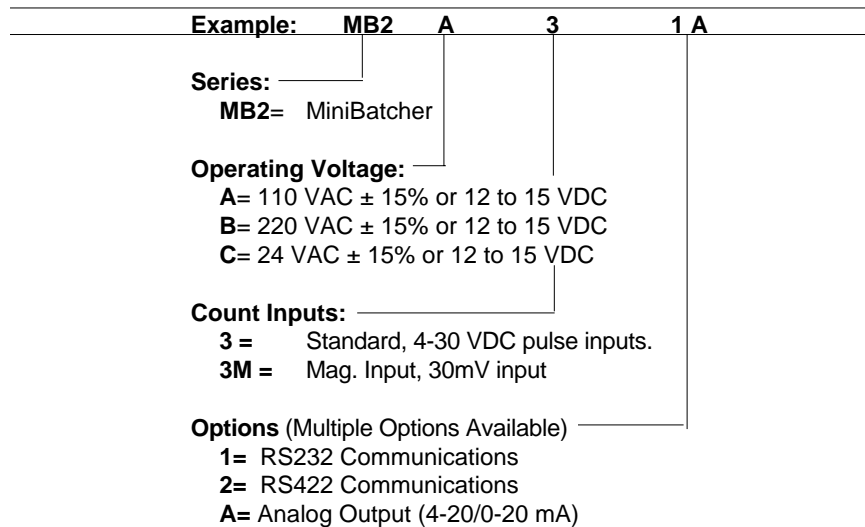 Example: MB2 A 3 1 A
Series:
MB2= MiniBatcher
Operating Voltage:
A= 110 VAC ± 15% or 12 to 15 VDC
B= 220 VAC ± 15% or 12 to 15 VDC
C= 24 VAC ± 15% or 12 to 15 VDC
Count Inputs:
3 = Standard, 4-30 VDC pulse inputs.
3M = Mag. Input, 30mV input
Options (Multiple Options Available)
1= RS232 Communications
2= RS422 Communications
A= Analog Output (4-20/0-20 mA)